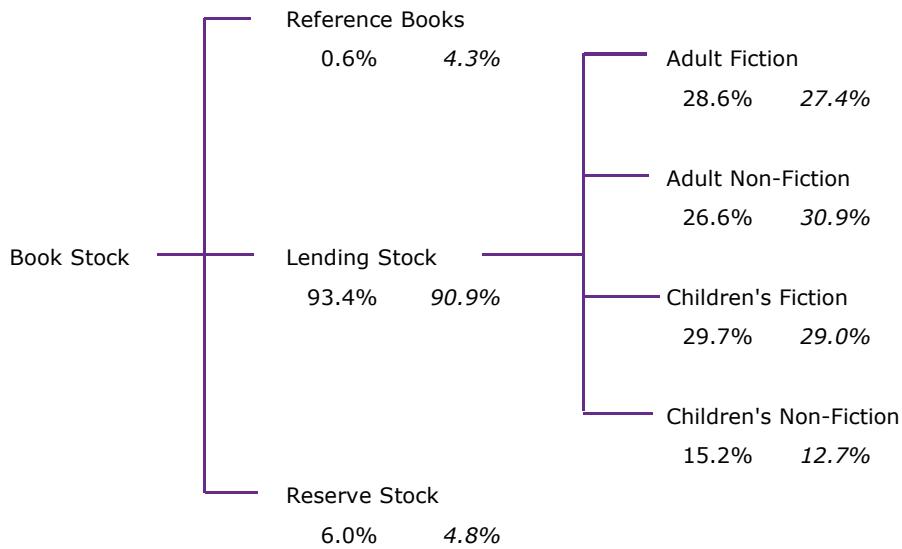 Reference Books
0.6% 4.3%
Adult Fiction
28.6% 27.4%
Adult Non-Fiction
26.6% 30.9%
Book Stock
Lending Stock
93.4% 90.9%
Children's Fiction
29.7% 29.0%
Children's Non-Fiction
15.2% 12.7%
Reserve Stock
6.0% 4.8%